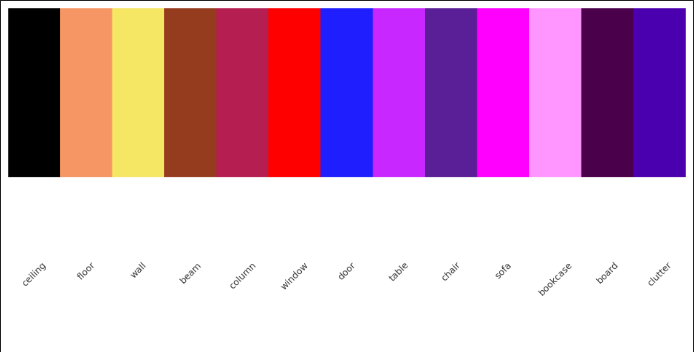 ceiling
floor
wall
beam
column
window
door
table
chair
sofa
bookcase
board
clutter